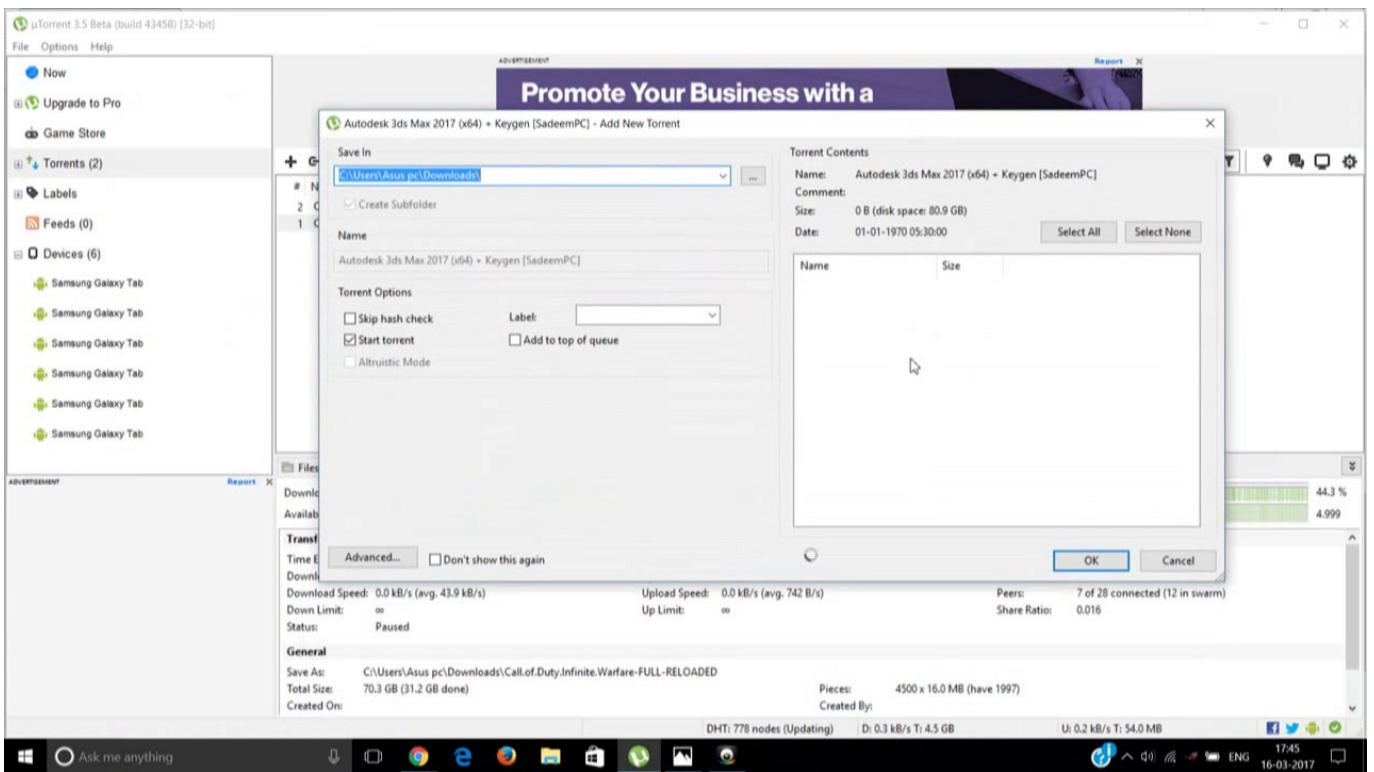 µTorrent 3.5 Beta (build 43458) [32-bit]
File Options Help
Now
Upgrade to Pro
Game Store
Torrents (2)
Labels
Feeds (0)
Devices (6)
Samsung Galaxy Tab
Samsung Galaxy Tab
Samsung Galaxy Tab
Samsung Galaxy Tab
Samsung Galaxy Tab
Samsung Galaxy Tab
ADVERTISEMENT Report
ADVERTISEMENT Report
Promote Your Business with a
# N
2 C
1 C
Autodesk 3ds Max 2017 (x64) + Keygen [SadeemPC] - Add New Torrent
Save In
C:\Users\Asus pc\Downloads\
...
Create Subfolder
Name
Autodesk 3ds Max 2017 (x64) + Keygen [SadeemPC]
Torrent Options
Skip hash check Label:
Start torrent Add to top of queue
Altruistic Mode
Advanced... Don't show this again
Torrent Contents
Name: Autodesk 3ds Max 2017 (x64) + Keygen [SadeemPC]
Comment:
Size: 0 B (disk space: 80.9 GB)
Date: 01-01-1970 05:30:00 Select All Select None
Name Size
OK Cancel
Files
Downlo 44.3 %
Availab 4.999
Transf
Time E
Downl
Download Speed: 0.0 kB/s (avg. 43.9 kB/s) Upload Speed: 0.0 kB/s (avg. 742 B/s) Peers: 7 of 28 connected (12 in swarm)
Down Limit: ∞ Up Limit: ∞ Share Ratio: 0.016
Status: Paused
General
Save As: C:\Users\Asus pc\Downloads\Call.of.Duty.Infinite.Warfare-FULL-RELOADED
Total Size: 70.3 GB (31.2 GB done) Pieces: 4500 x 16.0 MB (have 1997)
Created On: Created By:
DHT: 778 nodes (Updating) D: 0.3 kB/s T: 4.5 GB U: 0.2 kB/s T: 54.0 MB
Ask me anything
ENG 17:45
16-03-2017